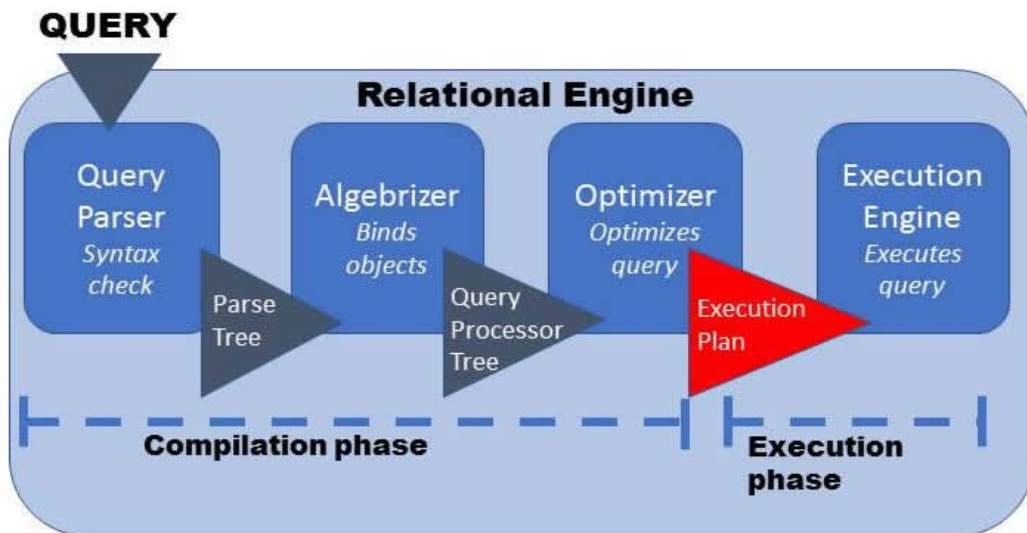 QUERY
Relational Engine
Query
Parser
Syntax
check
Parse
Tree
Algebrizer
Binds
objects
Query
Processor
Tree
Optimizer
Optimizes
query
Execution
Plan
Execution
Engine
Executes
query
Compilation phase
Execution
phase